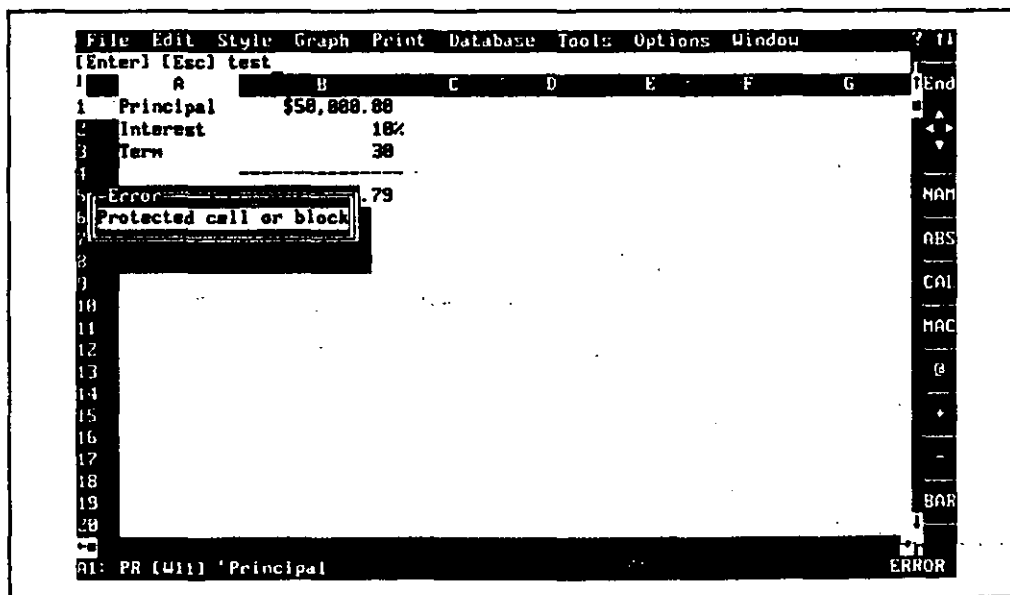 File Edit Style Graph Print Database Tools Options Window ? ↑↓
[Enter] [Esc] test_
A B C D E F G End
1 Principal $50,000.00
2 Interest 10%
3 Term 30
4
5 .79
Error
6 Protected cell or block
7
8
9
10
11
12
13
14
15
16
17
18
19
20
NAM
ABS
CAL
MAC
@
+
-
BAR
A1: PR [W11] 'Principal ERROR